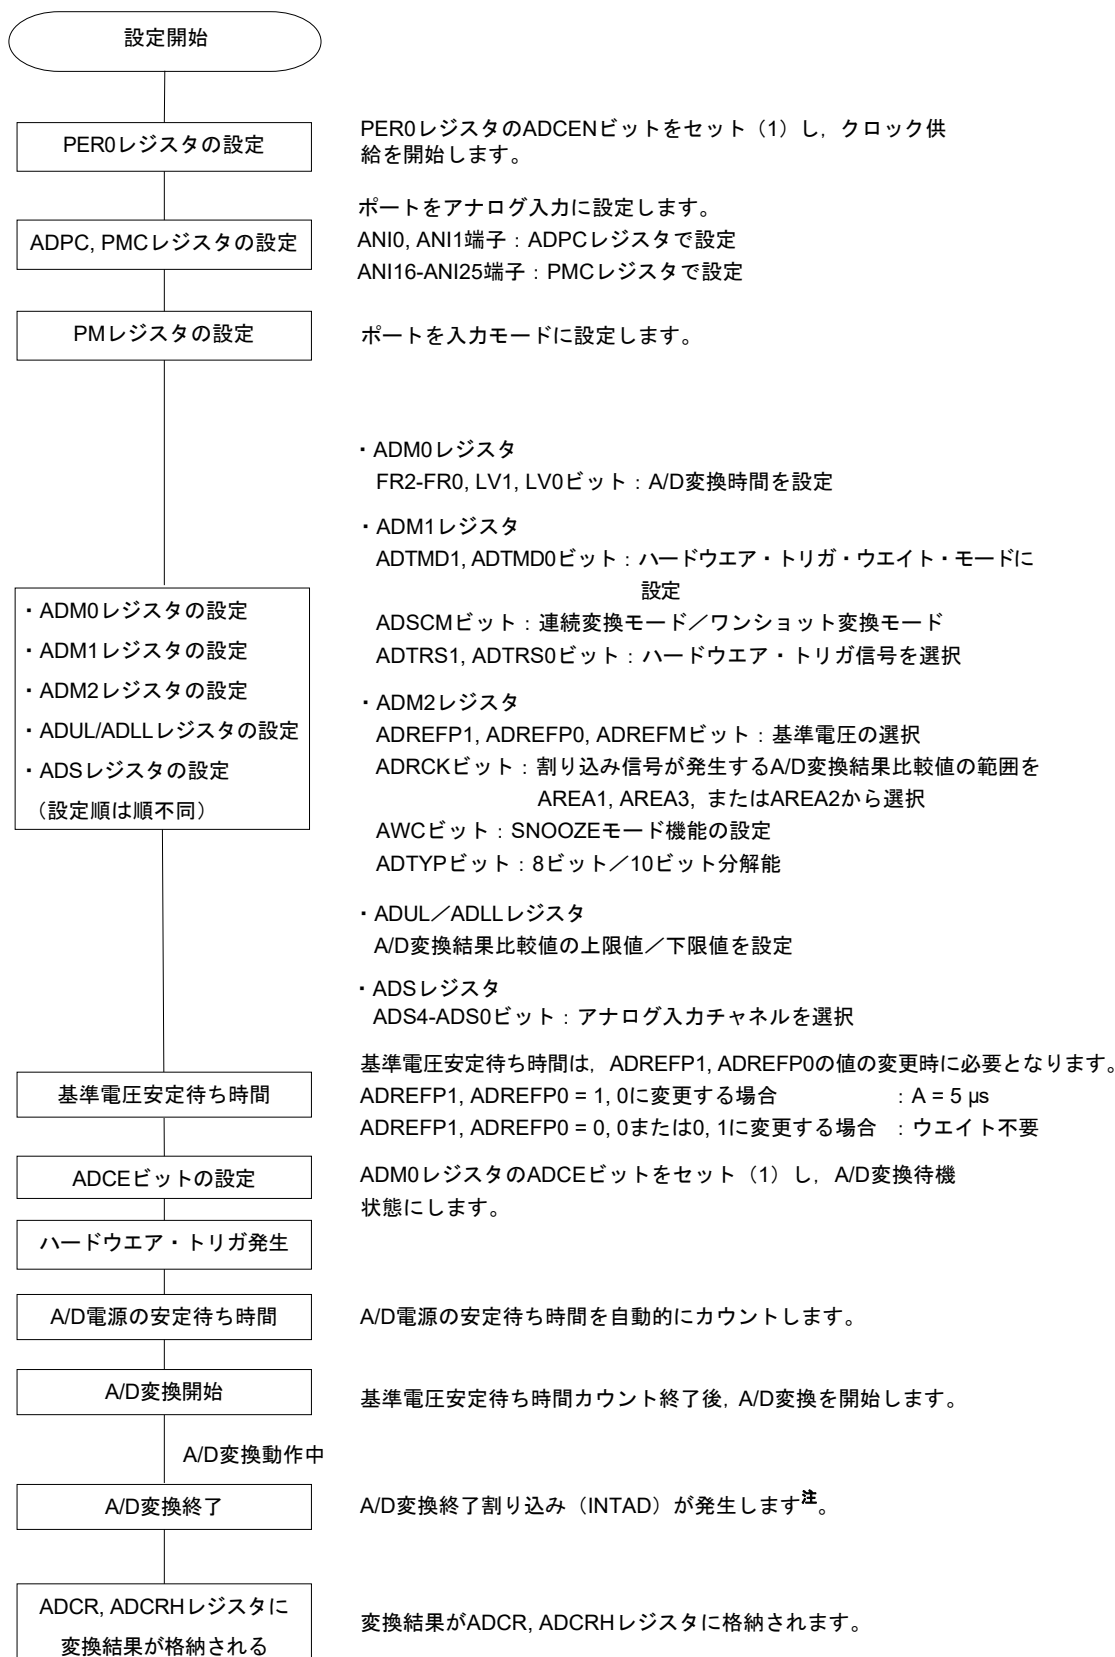 設定開始
PER0レジスタの設定
PER0レジスタのADCENビットをセット（1）し，クロック供
給を開始します。
ADPC, PMCレジスタの設定
ポートをアナログ入力に設定します。
ANI0, ANI1端子：ADPCレジスタで設定
ANI16-ANI25端子：PMCレジスタで設定
PMレジスタの設定
ポートを入力モードに設定します。
・ADM0レジスタの設定
・ADM1レジスタの設定
・ADM2レジスタの設定
・ADUL/ADLLレジスタの設定
・ADSレジスタの設定
（設定順は順不同）
・ADM0レジスタ
FR2-FR0, LV1, LV0ビット：A/D変換時間を設定
・ADM1レジスタ
ADTMD1, ADTMD0ビット：ハードウエア・トリガ・ウエイト・モードに
設定
ADSCMビット：連続変換モード／ワンショット変換モード
ADTRS1, ADTRS0ビット：ハードウエア・トリガ信号を選択
・ADM2レジスタ
ADREFP1, ADREFP0, ADREFMビット：基準電圧の選択
ADRCKビット：割り込み信号が発生するA/D変換結果比較値の範囲を
AREA1, AREA3, またはAREA2から選択
AWCビット：SNOOZEモード機能の設定
ADTYPビット：8ビット／10ビット分解能
・ADUL／ADLLレジスタ
A/D変換結果比較値の上限値／下限値を設定
・ADSレジスタ
ADS4-ADS0ビット：アナログ入力チャネルを選択
基準電圧安定待ち時間
基準電圧安定待ち時間は，ADREFP1, ADREFP0の値の変更時に必要となります。
ADREFP1, ADREFP0 = 1, 0に変更する場合 ：A = 5 µs
ADREFP1, ADREFP0 = 0, 0または0, 1に変更する場合 ：ウエイト不要
ADCEビットの設定
ADM0レジスタのADCEビットをセット（1）し，A/D変換待機
状態にします。
ハードウエア・トリガ発生
A/D電源の安定待ち時間
A/D電源の安定待ち時間を自動的にカウントします。
A/D変換開始
基準電圧安定待ち時間カウント終了後, A/D変換を開始します。
A/D変換動作中
A/D変換終了
A/D変換終了割り込み（INTAD）が発生します注。
ADCR, ADCRHレジスタに
変換結果が格納される
変換結果がADCR, ADCRHレジスタに格納されます。